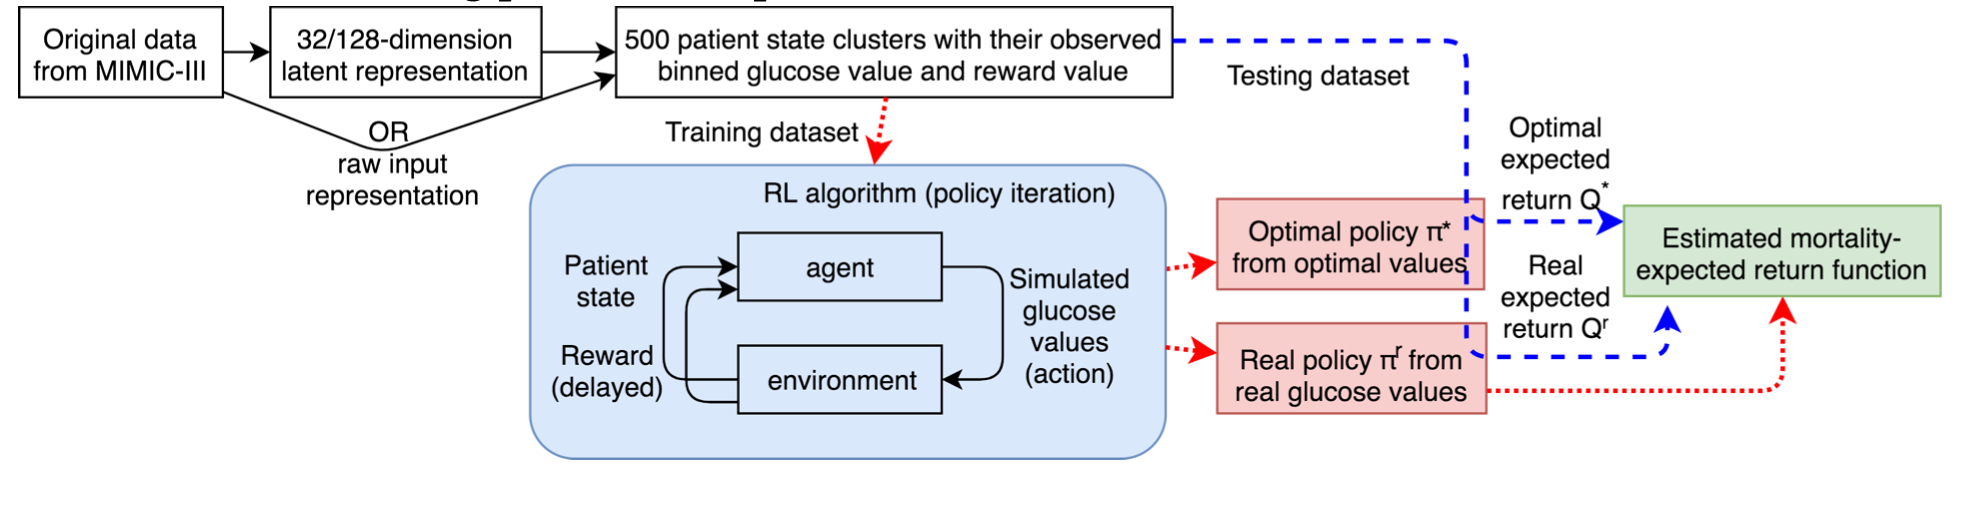 Original data
from MIMIC-III
32/128-dimension
latent representation
500 patient state clusters with their observed
binned glucose value and reward value
Testing dataset
OR
raw input
representation
Training dataset
RL algorithm (policy iteration)
Patient
state
agent
Simulated
glucose
values
(action)
Reward
(delayed)
environment
Optimal policy π*
from optimal values
Real policy πʳ from
real glucose values
Optimal
expected
return Q*
Real
expected
return Qʳ
Estimated mortality-
expected return function